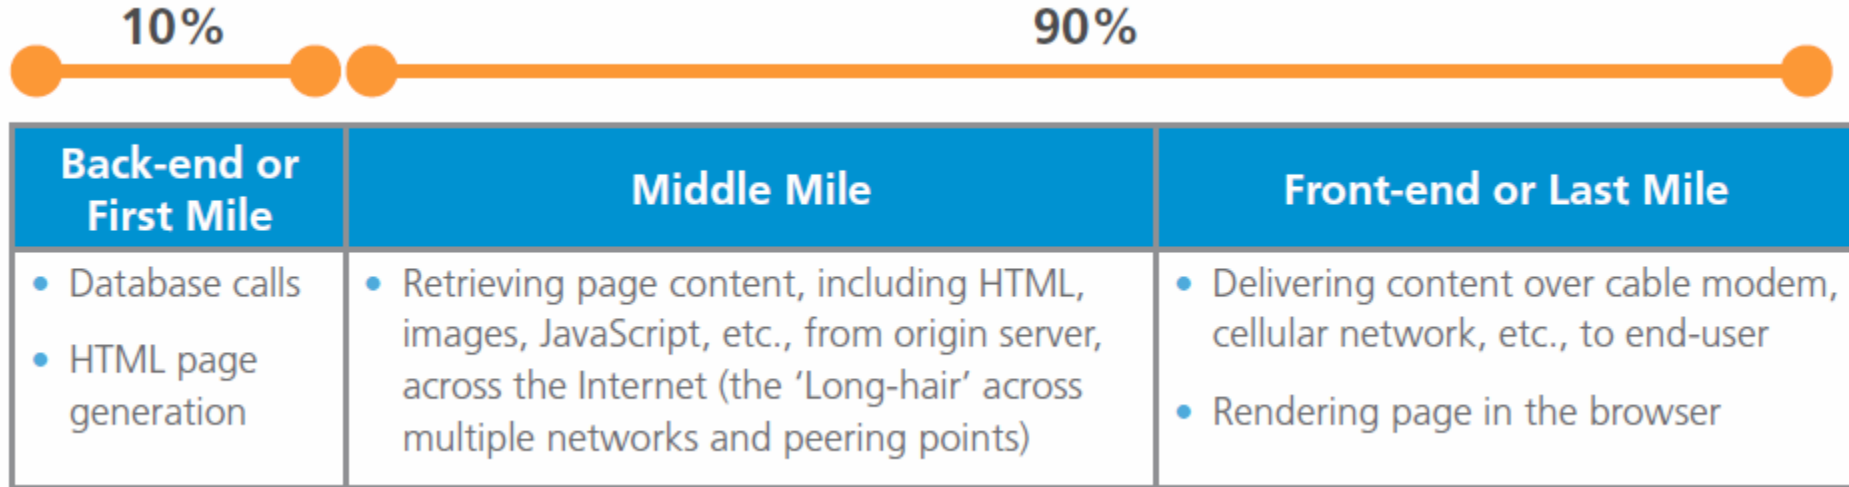 10%
90%
Back-end or
First Mile
Middle Mile
Front-end or Last Mile
• Database calls
• HTML page
generation
• Retrieving page content, including HTML,
images, JavaScript, etc., from origin server,
across the Internet (the ‘Long-hair’ across
multiple networks and peering points)
• Delivering content over cable modem,
cellular network, etc., to end-user
• Rendering page in the browser